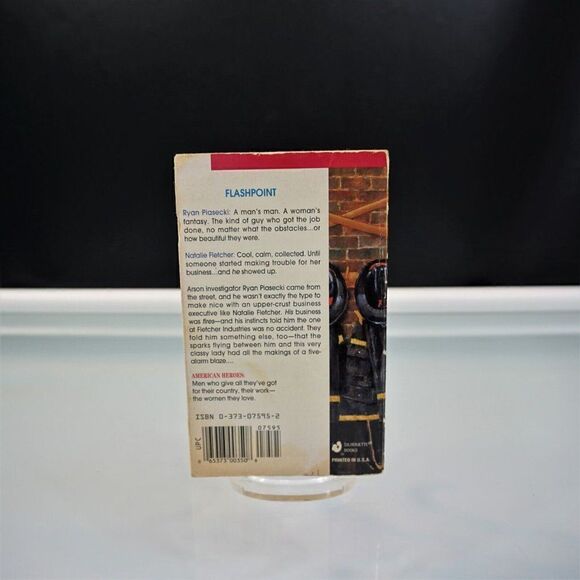 FLASHPOINT
Ryan Piasecki: A man's man. A woman's
fantasy. The kind of guy who got the job
done, no matter what the obstacles...or
how beautiful they were.
Natalie Fletcher: Cool, calm, collected. Until
someone started making trouble for her
business...and he showed up.
Arson investigator Ryan Piasecki came from
the street, and he wasn't exactly the type to
make nice with an upper-crust business
executive like Natalie Fletcher. His business
was fires—and his instincts told him the one
at Fletcher Industries was no accident. They
told him something else, too—that the
sparks flying between him and this very
classy lady had all the makings of a five-
alarm blaze....
AMERICAN HEROES:
Men who give all they've got
for their country, their work—
the women they love.
ISBN 0-373-07595-2
07595
UPC
65373 00350
SILHOUETTE
BOOKS
PRINTED IN U.S.A.